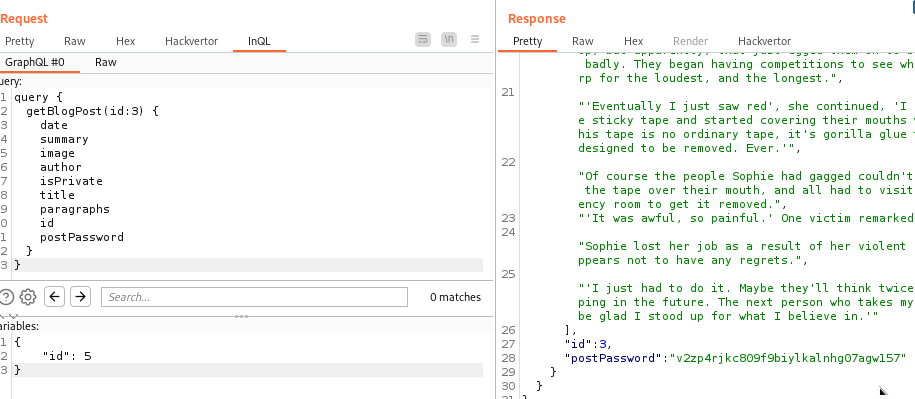 Request
Pretty Raw Hex Hackvertor InQL \n
GraphQL #0 Raw
uery:
1 query {
2 getBlogPost(id:3) {
3 date
4 summary
5 image
6 author
7 isPrivate
8 title
9 paragraphs
0 id
1 postPassword
2 }
3 }
Search... 0 matches
ariables:
1 {
2 "id": 5
3 }
Response
Pretty Raw Hex Render Hackvertor
badly. They began having competitions to see wh
rp for the loudest, and the longest.",
21
"'Eventually I just saw red', she continued, 'I
e sticky tape and started covering their mouths
his tape is no ordinary tape, it's gorilla glue
designed to be removed. Ever.'",
22
"Of course the people Sophie had gagged couldn't
the tape over their mouth, and all had to visit
ency room to get it removed.",
23 "'It was awful, so painful.' One victim remarked
24
"Sophie lost her job as a result of her violent
ppears not to have any regrets.",
25
"'I just had to do it. Maybe they'll think twice
ping in the future. The next person who takes my
be glad I stood up for what I believe in.'"
26 ],
27 "id":3,
28 "postPassword":"v2zp4rjkc809f9biylkalnhg07agw157"
29 }
30 }